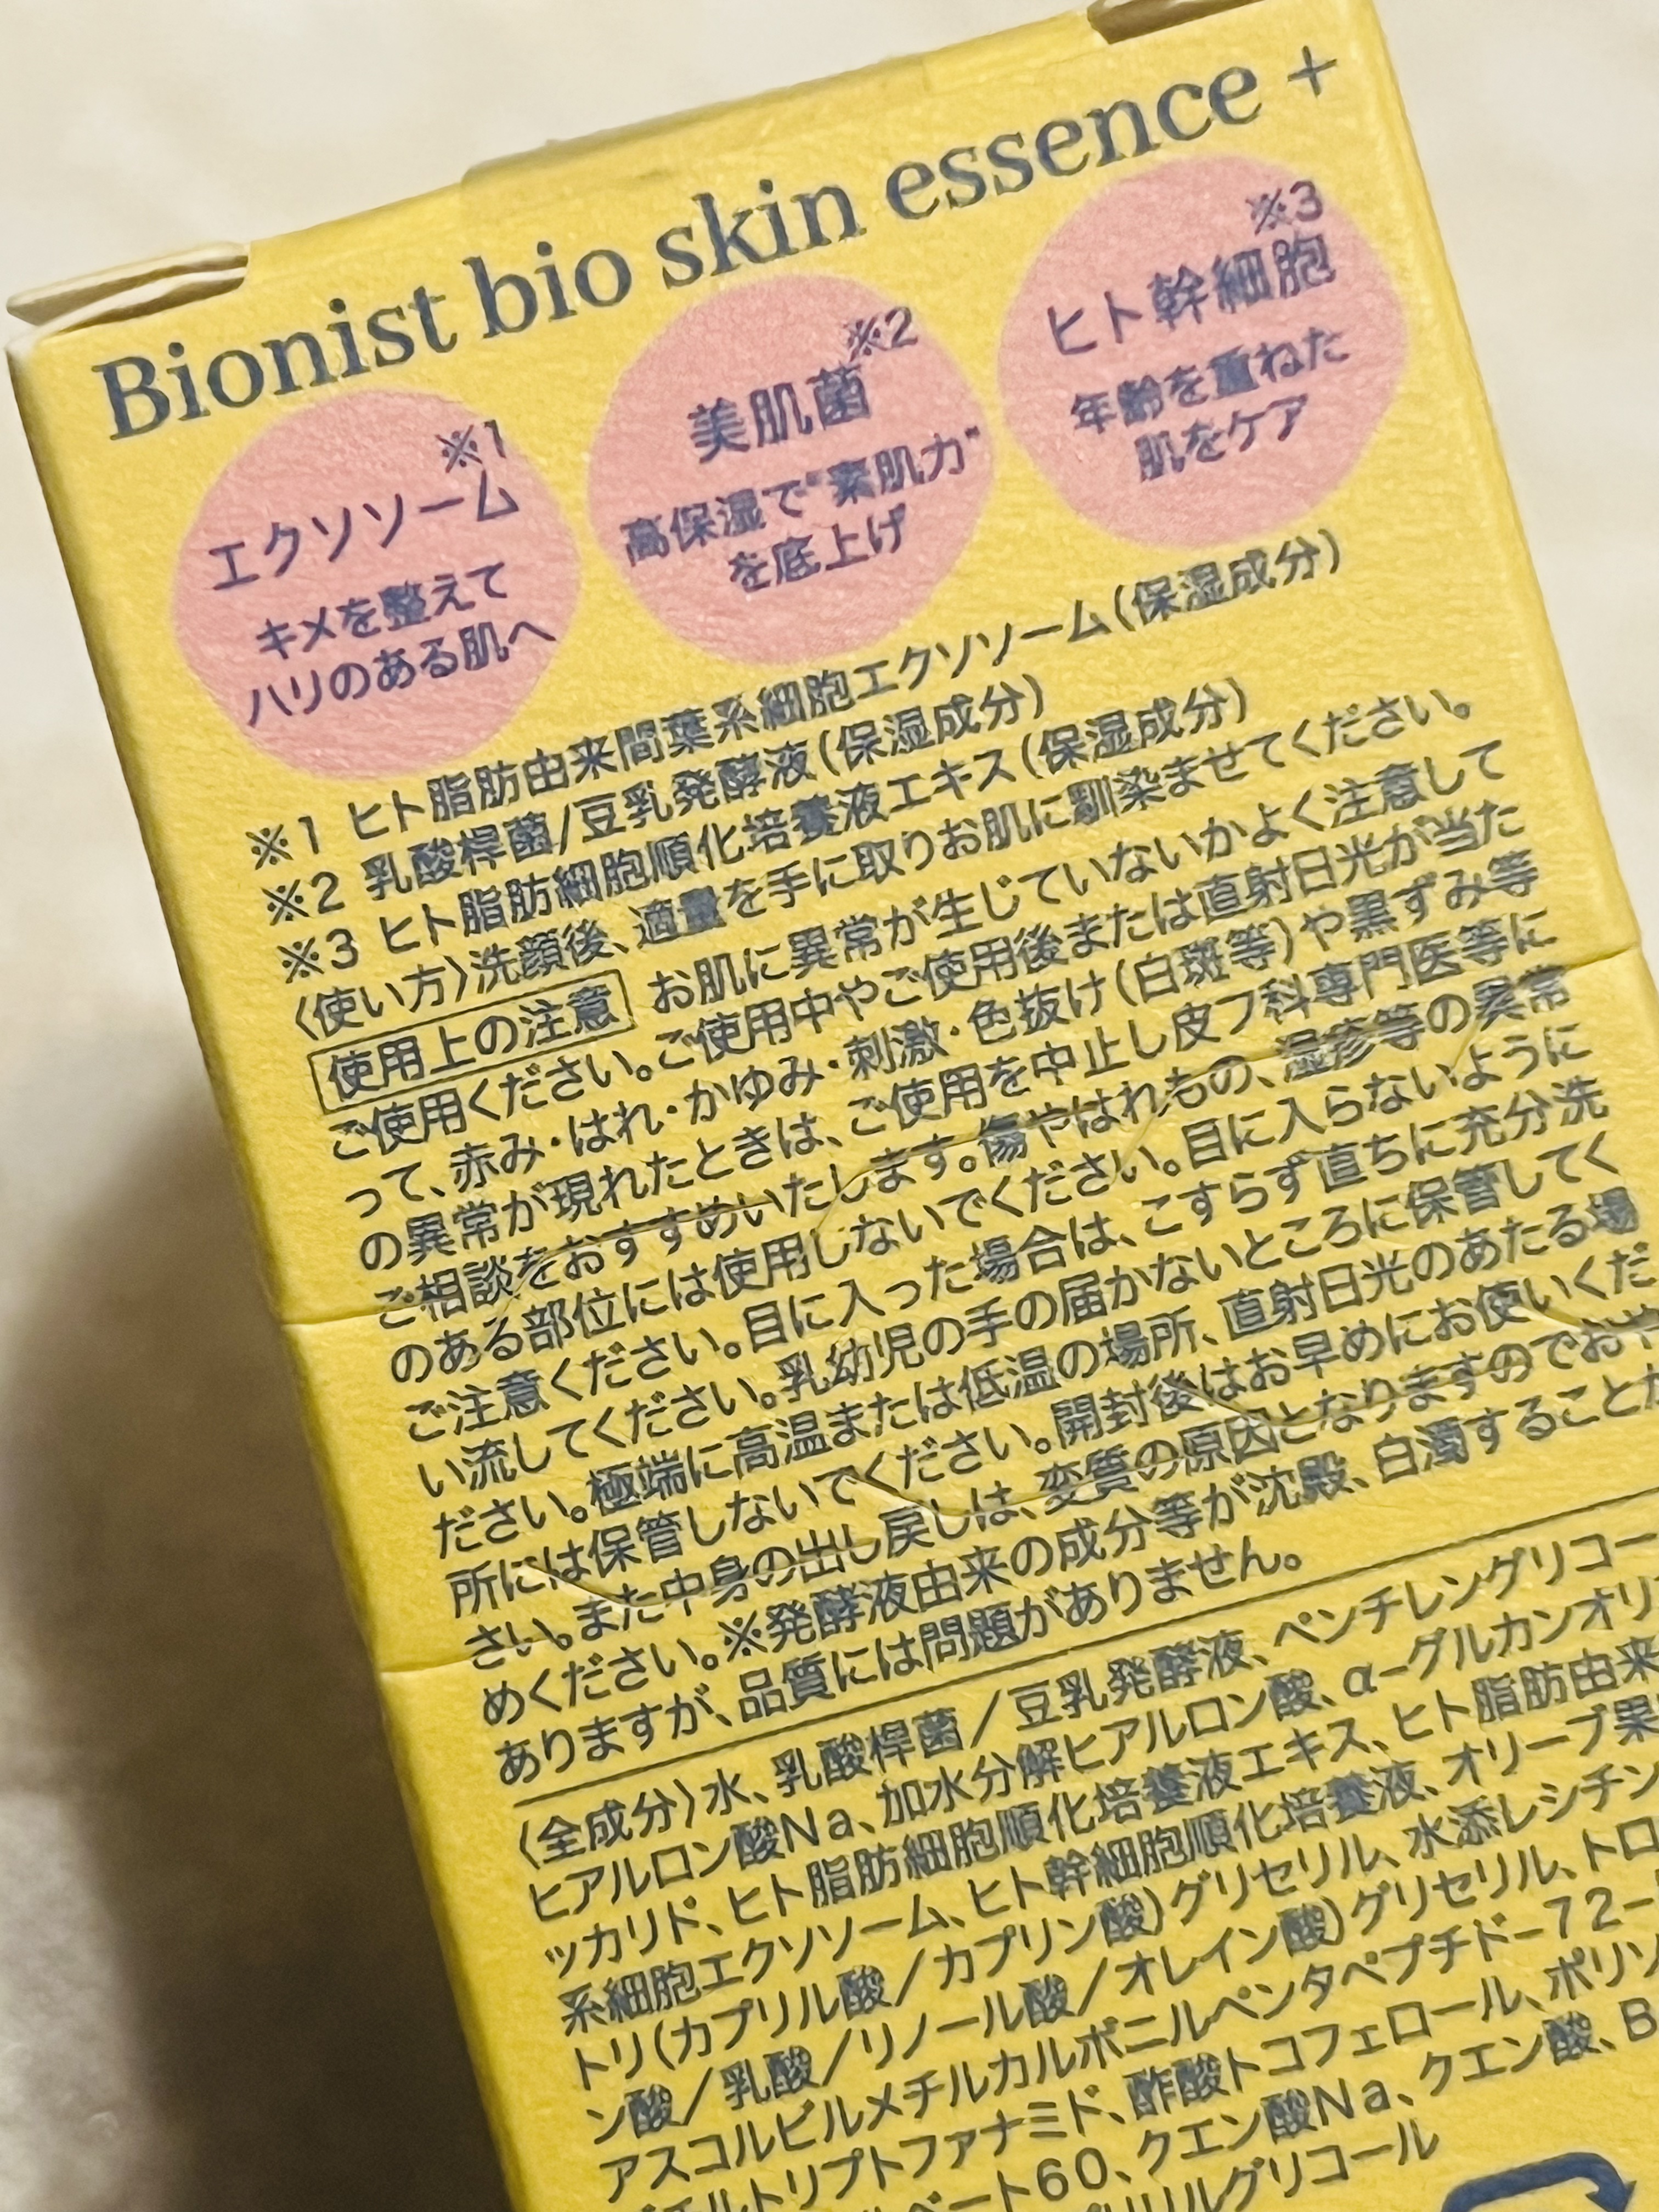 Bionist bio skin essence +
※1
エクソソーム
キメを整えて
ハリのある肌へ
※2
美肌菌
高保湿で"素肌力"
を底上げ
※3
ヒト幹細胞
年齢を重ねた
肌をケア
※1 ヒト脂肪由来間葉系細胞エクソソーム(保湿成分)
※2 乳酸桿菌/豆乳発酵液(保湿成分)
※3 ヒト脂肪細胞順化培養液エキス(保湿成分)
〈使い方〉洗顔後、適量を手に取りお肌に馴染ませてください。
使用上の注意 お肌に異常が生じていないかよく注意して
ご使用ください。ご使用中やご使用後または直射日光が当た
って、赤み・はれ・かゆみ・刺激・色抜け(白斑等)や黒ずみ等
の異常が現れたときは、ご使用を中止し皮フ科専門医等に
ご相談をおすすめいたします。傷やはれもの、湿疹等の異常
のある部位には使用しないでください。目に入らないように
ご注意ください。目に入った場合は、こすらず直ちに充分洗
い流してください。乳幼児の手の届かないところに保管してく
ださい。極端に高温または低温の場所、直射日光のあたる場
所には保管しないでください。開封後はお早めにお使いくだ
さい。また中身の出し戻しは、変質の原因となりますのでおや
めください。※発酵液由来の成分等が沈殿、白濁することが
ありますが、品質には問題がありません。
〈全成分〉水、乳酸桿菌/豆乳発酵液、ペンチレングリコー
ヒアルロン酸Na、加水分解ヒアルロン酸、α-グルカンオリ
ッカリド、ヒト脂肪細胞順化培養液エキス、ヒト脂肪由来
系細胞エクソソーム、ヒト幹細胞順化培養液、オリーブ果
トリ(カプリル酸/カプリン酸)グリセリル、水添レシチン
ン酸/乳酸/リノール酸/オレイン酸)グリセリル、トロ
アスコルビルメチルカルボニルペンタペプチド-72-
エルトリプトファナミド、酢酸トコフェロール、ポリソ
ベート60、クエン酸Na、クエン酸、B
リルグリコール